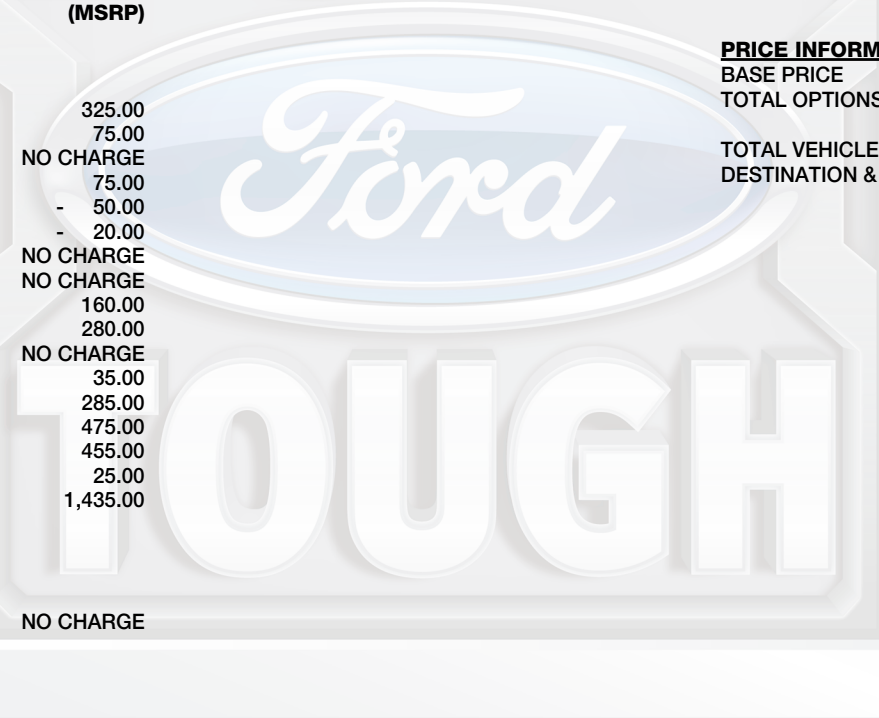 (MSRP)
325.00
75.00
NO CHARGE
75.00
- 50.00
- 20.00
NO CHARGE
NO CHARGE
160.00
280.00
NO CHARGE
35.00
285.00
475.00
455.00
25.00
1,435.00
NO CHARGE
PRICE INFORM
BASE PRICE
TOTAL OPTIONS
TOTAL VEHICLE
DESTINATION &
Ford
TOUGH